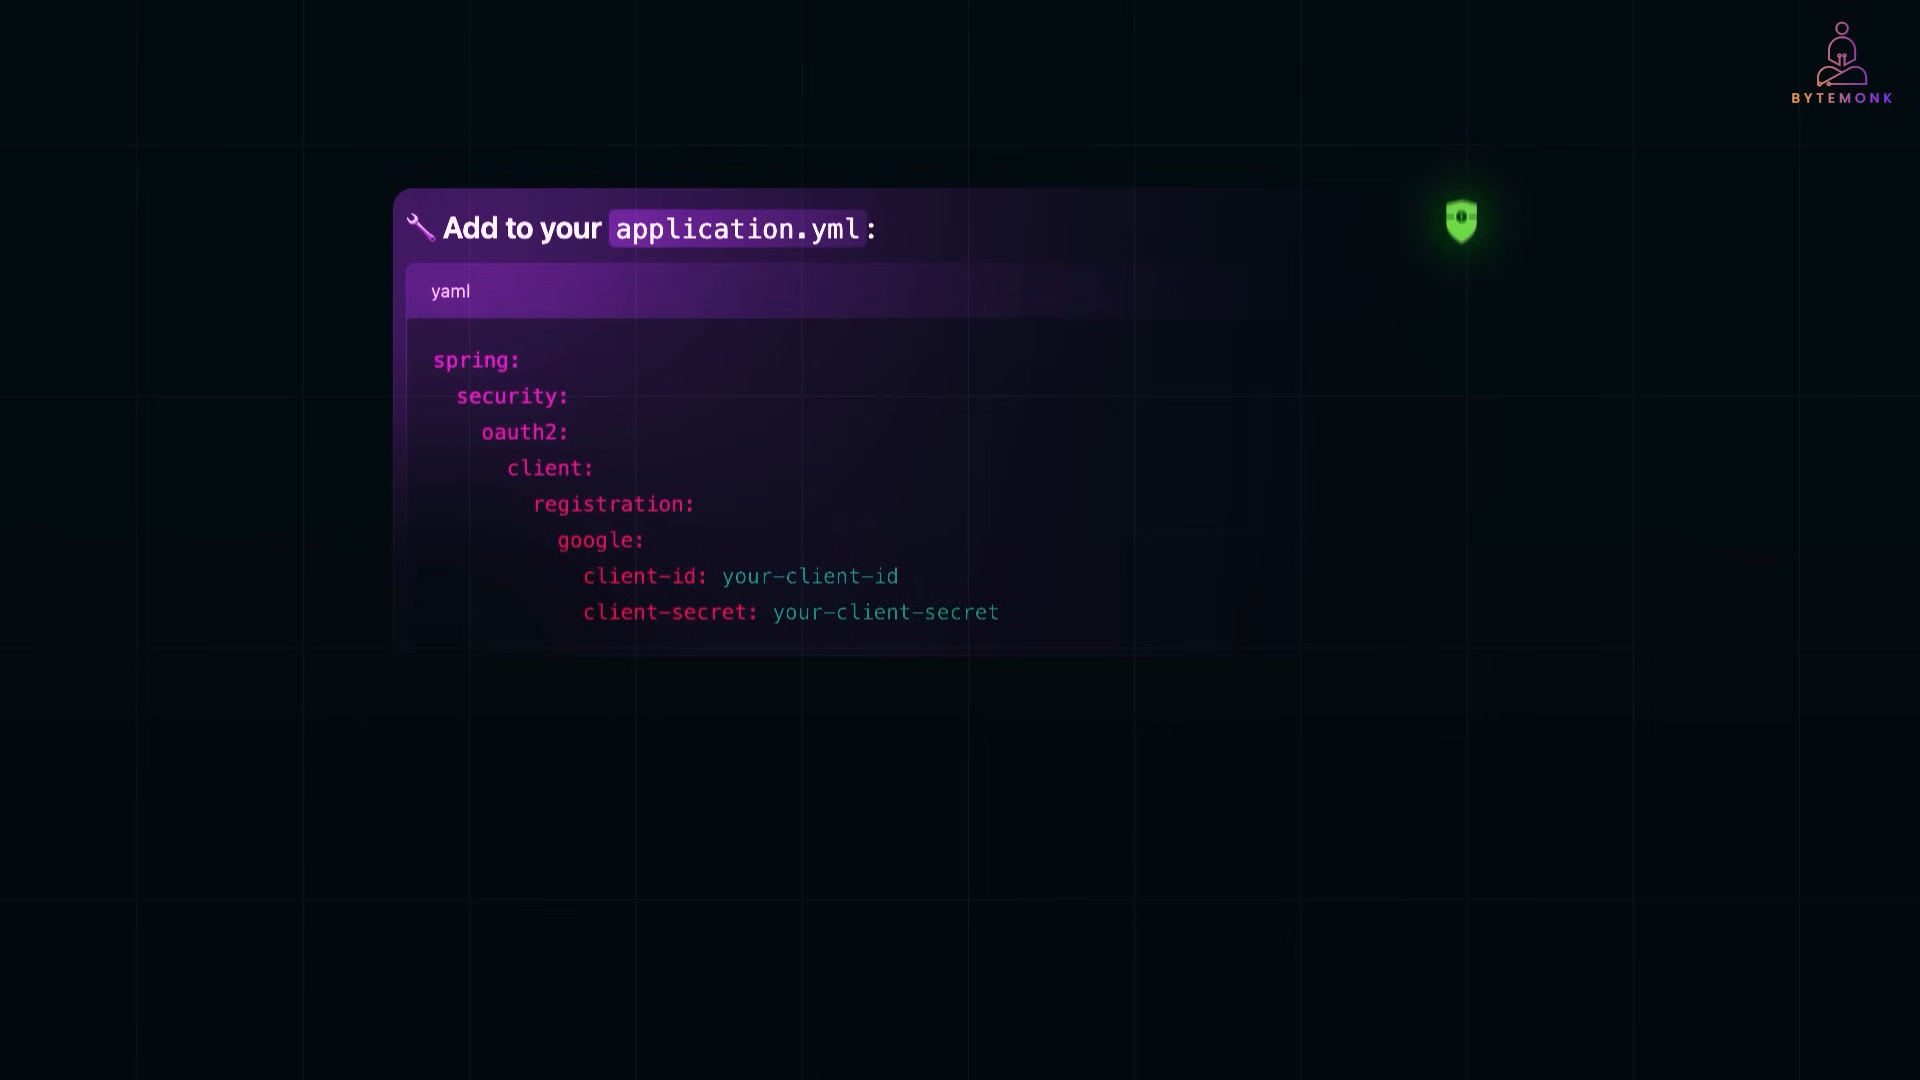 BYTEMONK
Add to your application.yml:
yaml
spring:
  security:
    oauth2:
      client:
        registration:
          google:
            client-id: your-client-id
            client-secret: your-client-secret